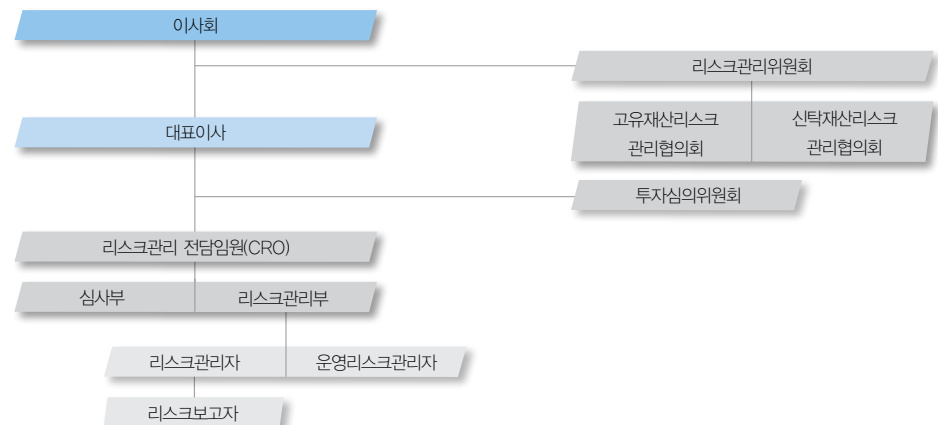 이사회
리스크관리위원회
고유재산리스크
관리협의회
신탁재산리스크
관리협의회
대표이사
투자심의위원회
리스크관리 전담임원(CRO)
심사부
리스크관리부
리스크관리자
운영리스크관리자
리스크보고자